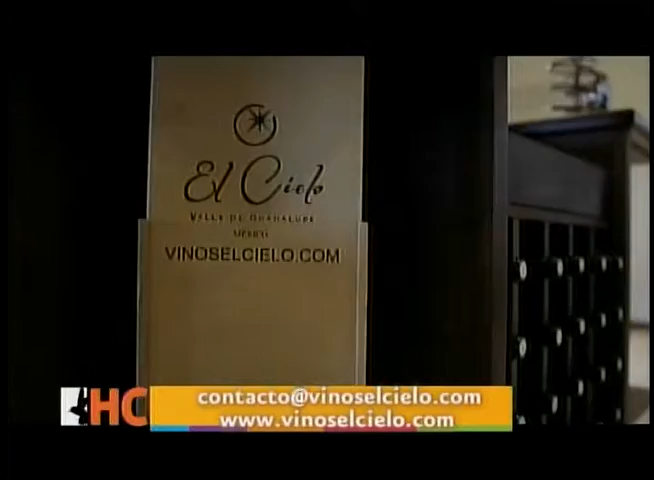 El Cielo
VALLE DE GUADALUPE
MÉXICO
VINOSELCIELO.COM
HC
contacto@vinoselcielo.com
www.vinoselcielo.com